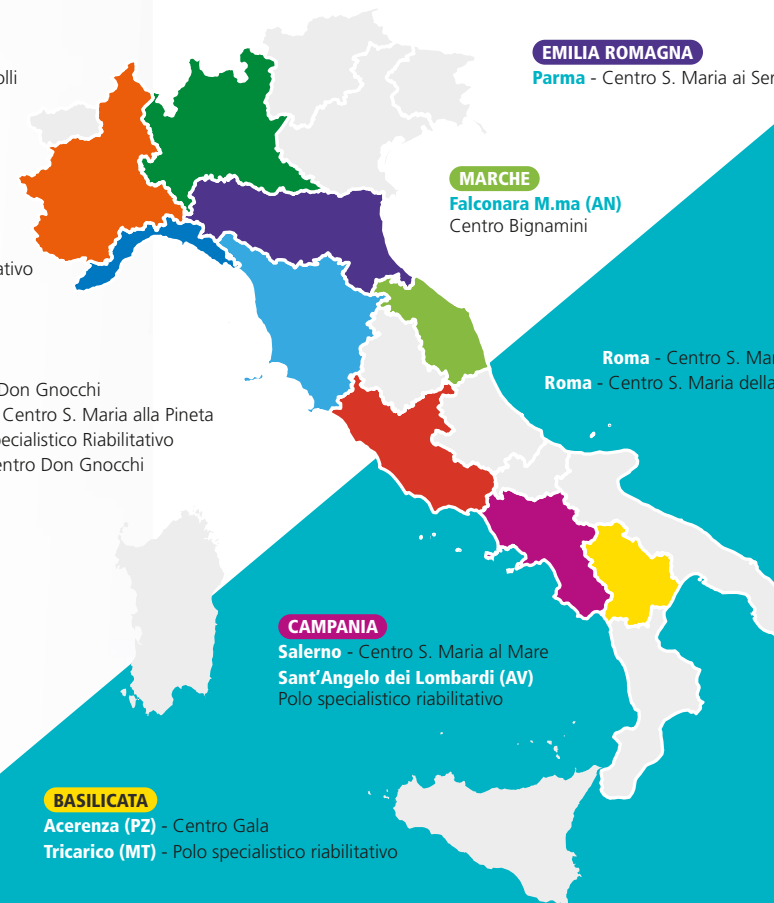 EMILIA ROMAGNA
Parma - Centro S. Maria ai Ser
MARCHE
Falconara M.ma (AN)
Centro Bignamini
Roma - Centro S. Mar
Roma - Centro S. Maria della
olli
ativo
Don Gnocchi
Centro S. Maria alla Pineta
pecialistico Riabilitativo
entro Don Gnocchi
CAMPANIA
Salerno - Centro S. Maria al Mare
Sant'Angelo dei Lombardi (AV)
Polo specialistico riabilitativo
BASILICATA
Acerenza (PZ) - Centro Gala
Tricarico (MT) - Polo specialistico riabilitativo